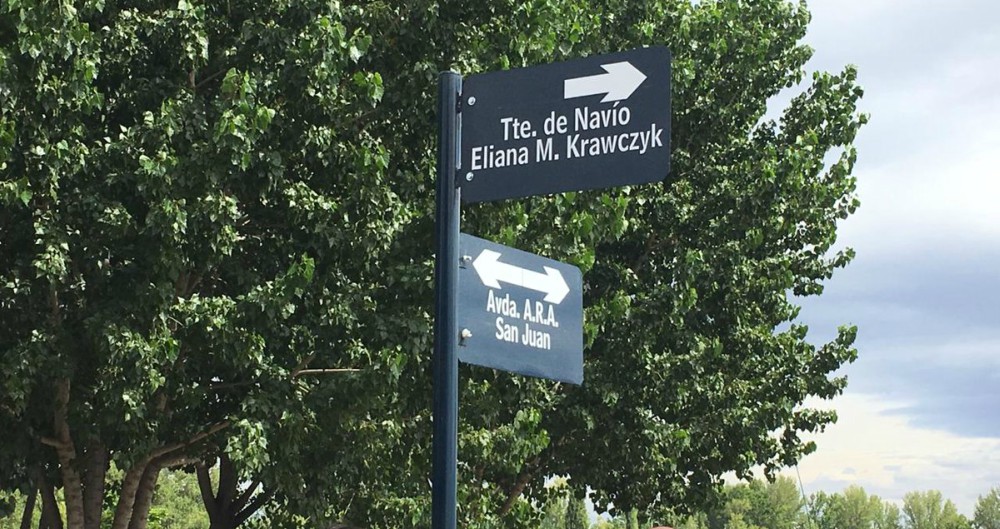 Tte. de Navío
Eliana M. Krawczyk
Avda. A.R.A.
San Juan